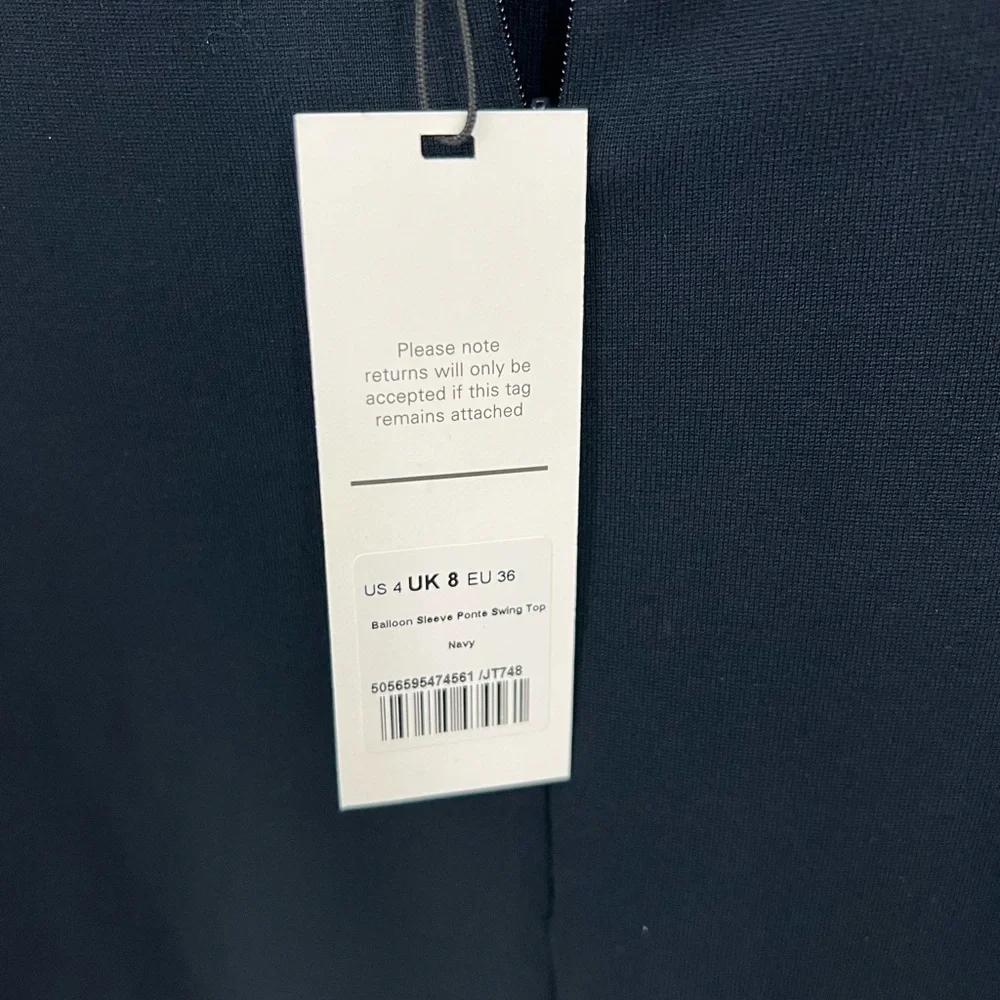 Please note
returns will only be
accepted if this tag
remains attached
US 4 UK 8 EU 36
Balloon Sleeve Ponte Swing Top
Navy
5056595474561 /JT748